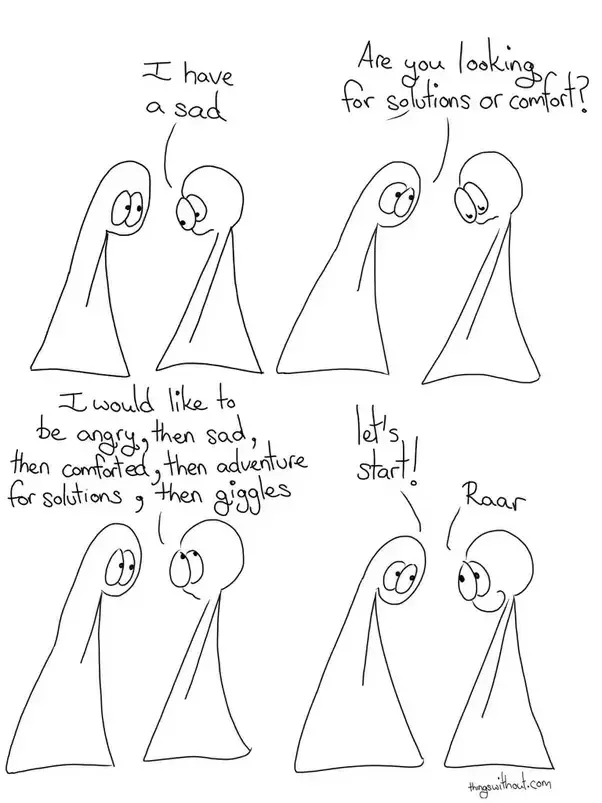 I have
a sad
Are you looking
for solutions or comfort?
I would like to
be angry, then sad,
then comforted, then adventure
for solutions, then giggles
let's
start!
Raar
thingswithout.com